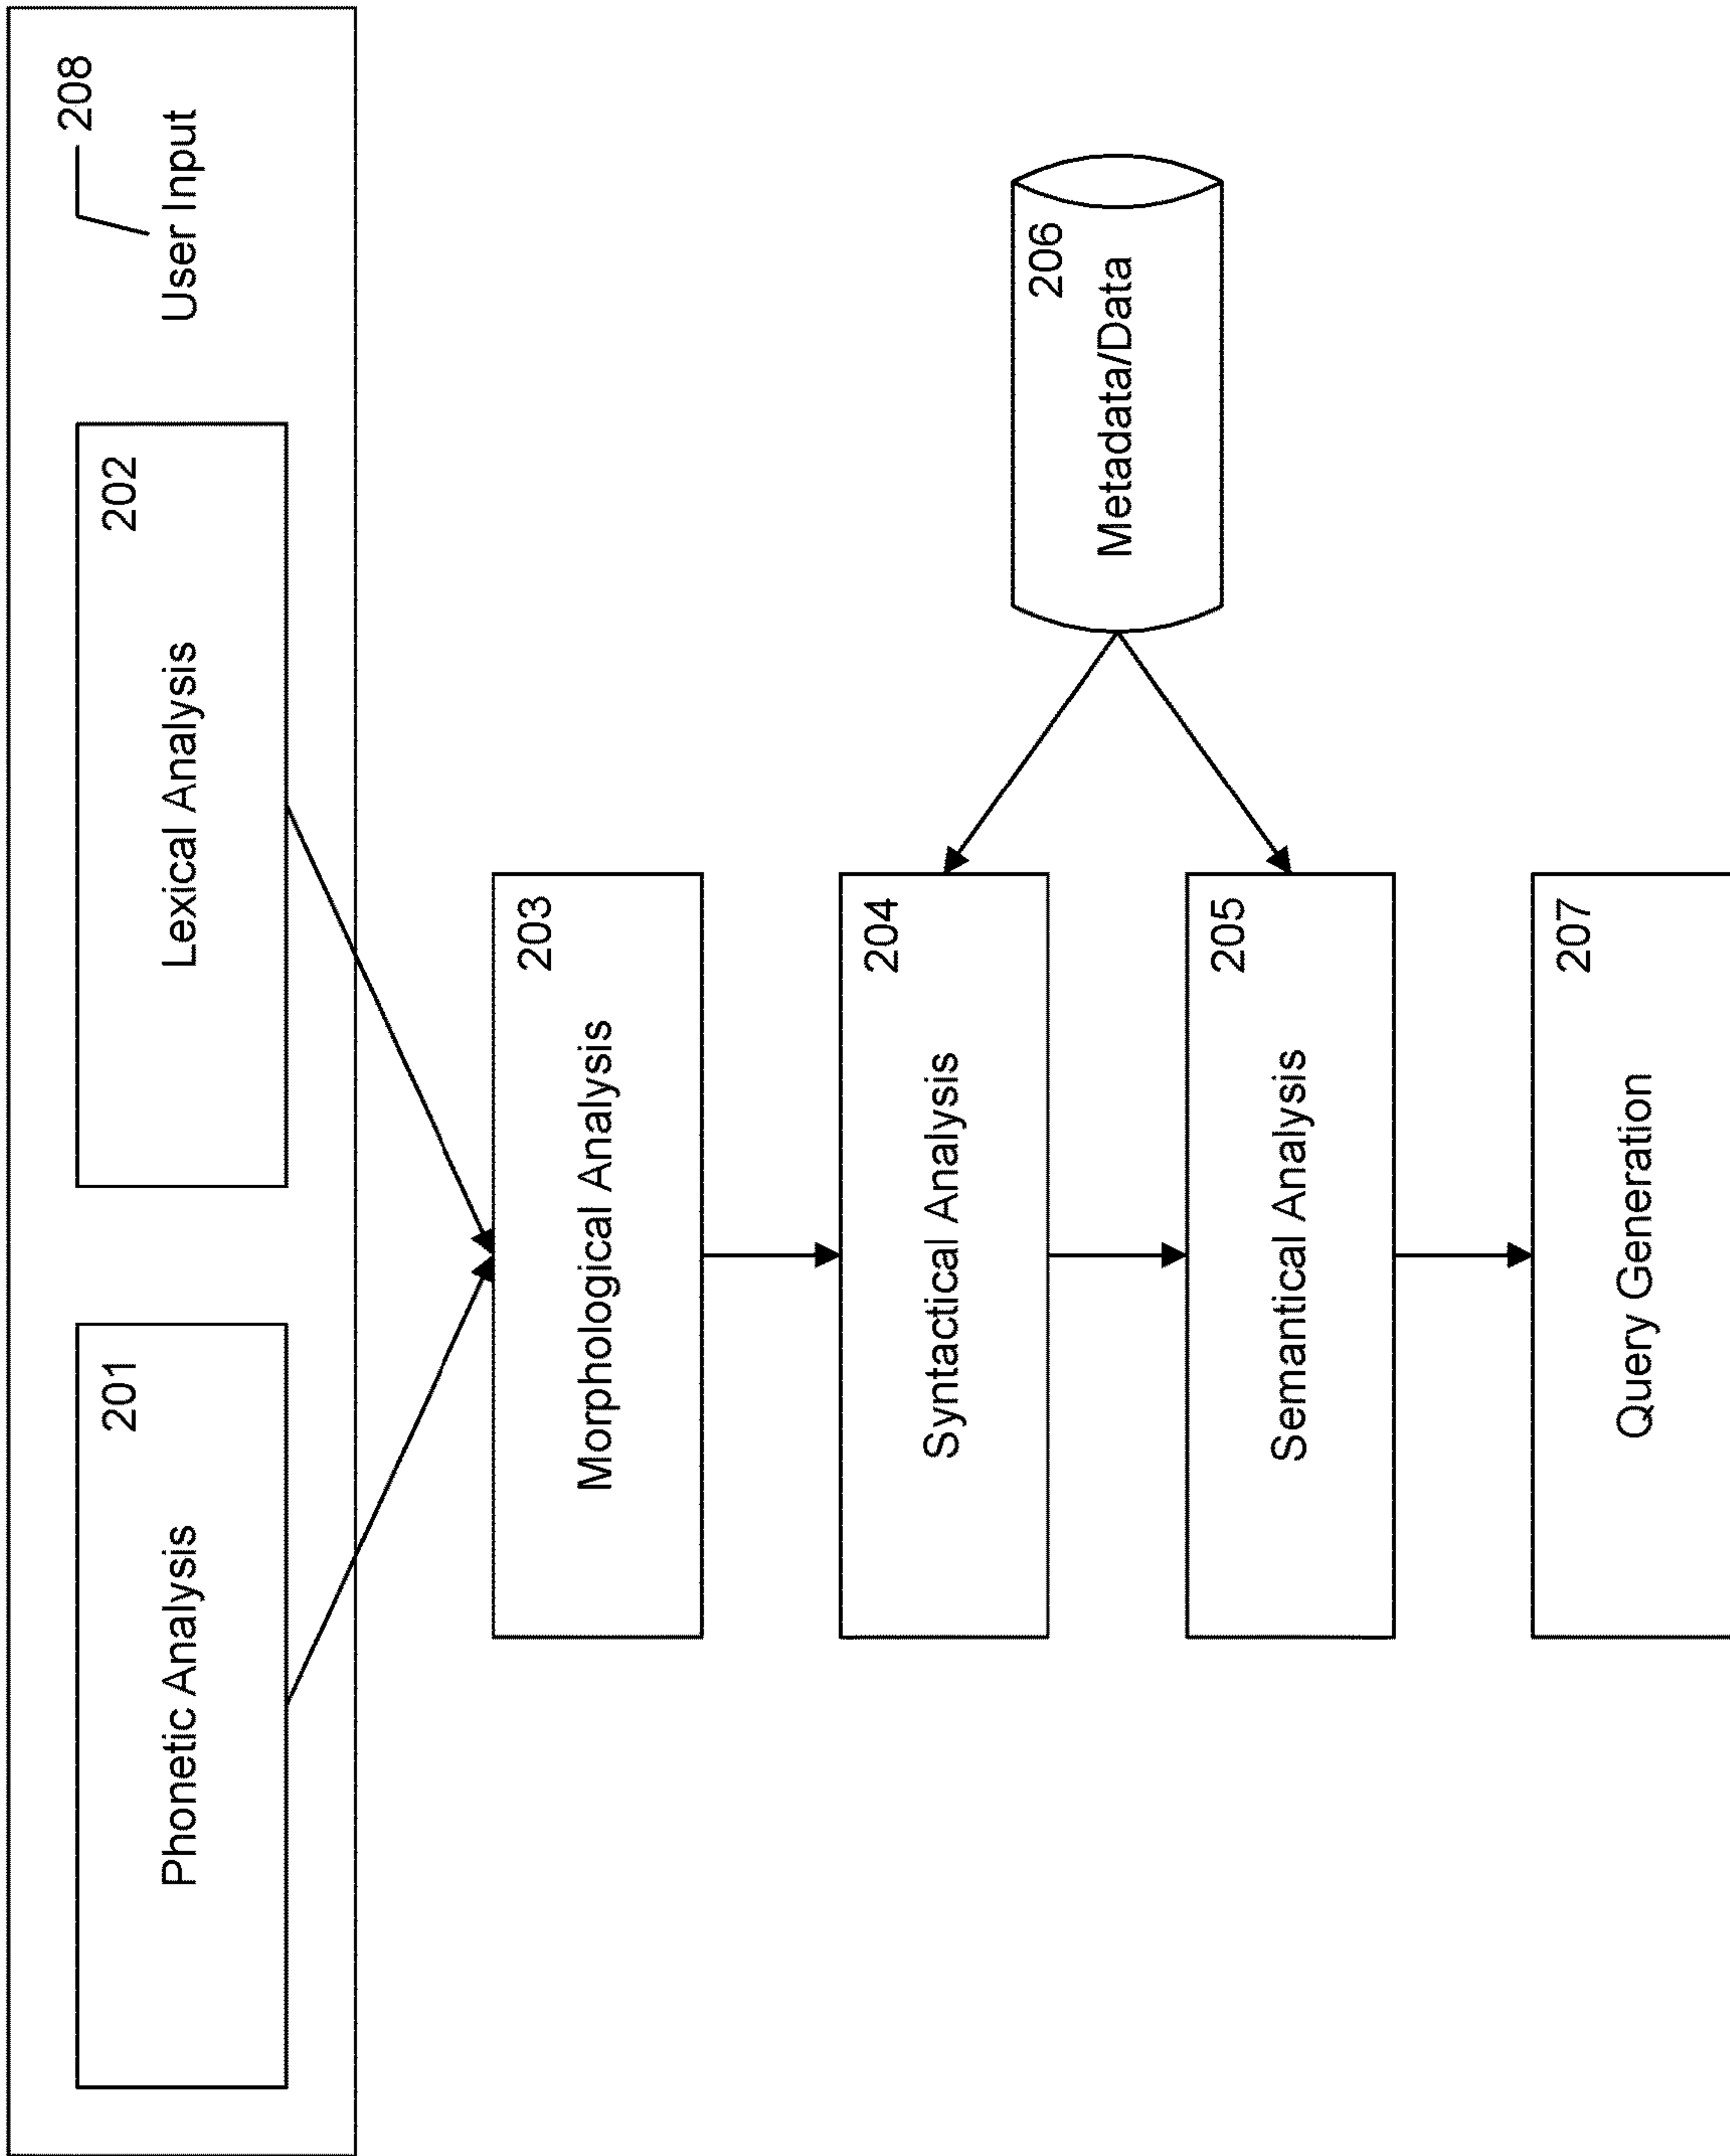 208
User Input
201
Phonetic Analysis
202
Lexical Analysis
203
Morphological Analysis
204
Syntactical Analysis
206
Metadata/Data
205
Semantical Analysis
207
Query Generation